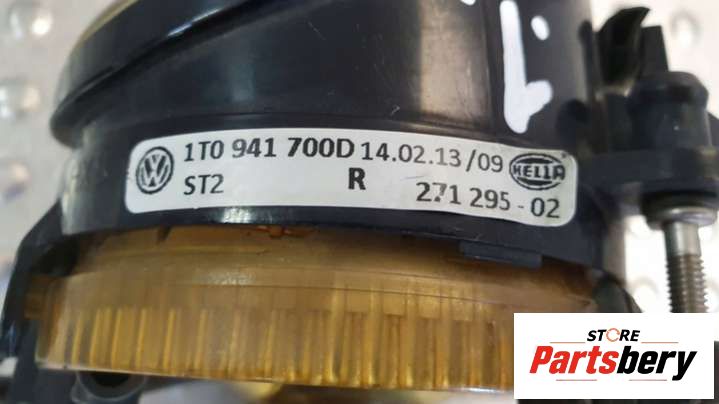 1T0 941 700D 14.02.13/09 HELLA
ST2 R 271 295-02
STORE
Partsbery